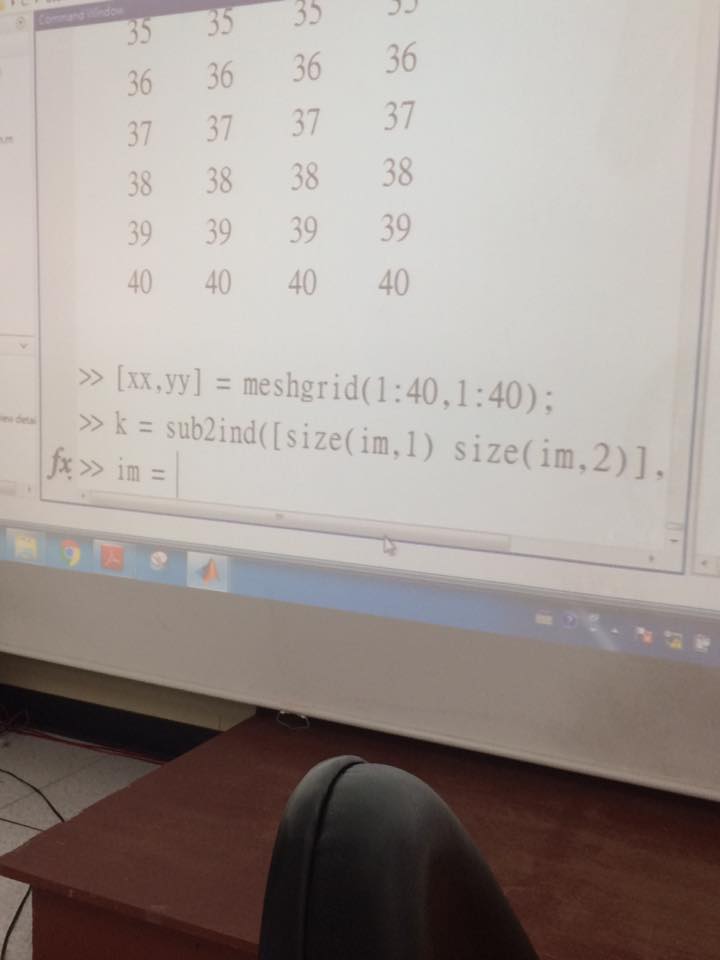 Command Window
35 35 35 35
36 36 36 36
37 37 37 37
38 38 38 38
39 39 39 39
40 40 40 40
>> [xx,yy] = meshgrid(1:40,1:40);
>> k = sub2ind([size(im,1) size(im,2)],
fx >> im =